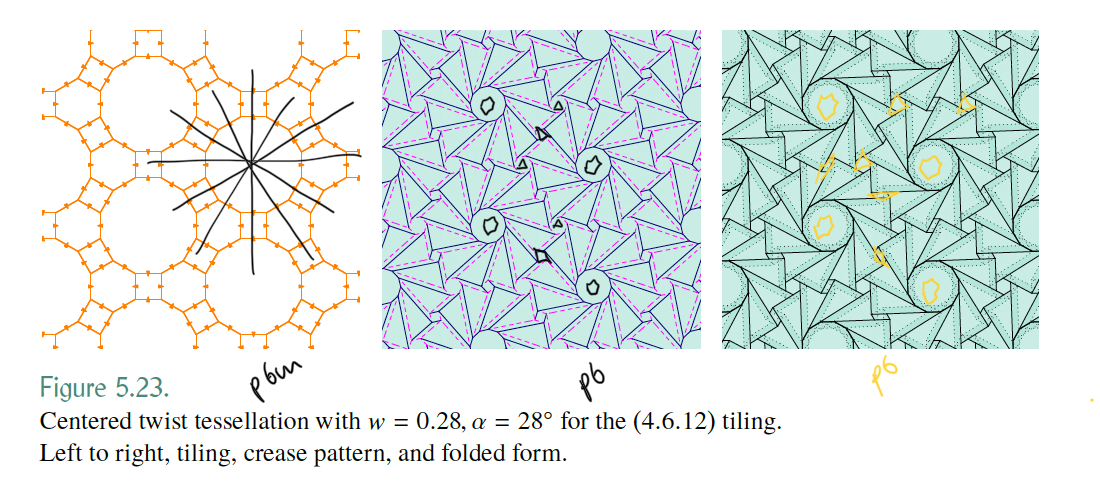 p6m
p6
p6
Figure 5.23.
Centered twist tessellation with w = 0.28, α = 28° for the (4.6.12) tiling.
Left to right, tiling, crease pattern, and folded form.